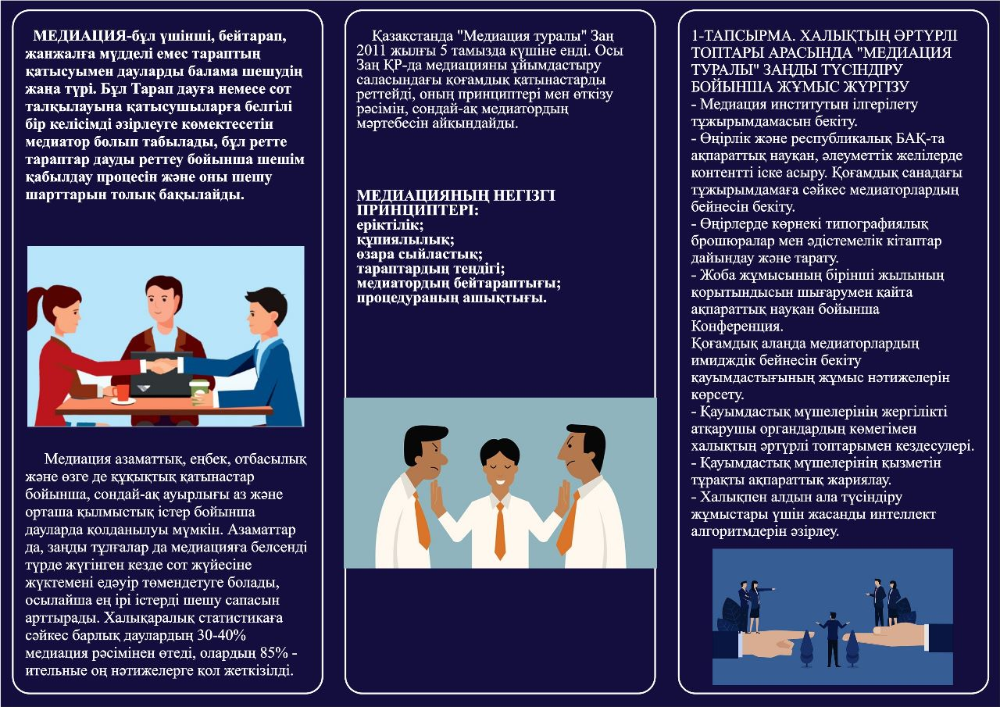 МЕДИАЦИЯ-бұл үшінші, бейтарап,
жанжалға мүдделі емес тараптың
қатысуымен дауларды балама шешудің
жаңа түрі. Бұл Тарап дауға немесе сот
талқылауына қатысушыларға белгілі
бір келісімді әзірлеуге көмектесетін
медиатор болып табылады, бұл ретте
тараптар дауды реттеу бойынша шешім
қабылдау процесін және оны шешу
шарттарын толық бақылайды.
Медиация азаматтық, еңбек, отбасылық
және өзге де құқықтық қатынастар
бойынша, сондай-ақ ауырлығы аз және
орташа қылмыстық істер бойынша
дауларда қолданылуы мүмкін. Азаматтар
да, заңды тұлғалар да медиацияға белсенді
түрде жүгінген кезде сот жүйесіне
жүктемені едәуір төмендетуге болады,
осылайша ең ірі істерді шешу сапасын
арттырады. Халықаралық статистикаға
сәйкес барлық даулардың 30-40%
медиация рәсімінен өтеді, олардың 85% -
ительные оң нәтижелерге қол жеткізілді.
Қазақстанда "Медиация туралы" Заң
2011 жылғы 5 тамызда күшіне енді. Осы
Заң ҚР-да медиацияны ұйымдастыру
саласындағы қоғамдық қатынастарды
реттейді, оның принциптері мен өткізу
рәсімін, сондай-ақ медиатордың
мәртебесін айқындайды.
МЕДИАЦИЯНЫҢ НЕГІЗГІ
ПРИНЦИПТЕРІ:
еріктілік;
құпиялылық;
өзара сыйластық;
тараптардың теңдігі;
медиатордың бейтараптығы;
процедураның ашықтығы.
1-ТАПСЫРМА. ХАЛЫҚТЫҢ ӘРТҮРЛІ
ТОПТАРЫ АРАСЫНДА "МЕДИАЦИЯ
ТУРАЛЫ" ЗАҢДЫ ТҮСІНДІРУ
БОЙЫНША ЖҰМЫС ЖҮРГІЗУ
- Медиация институтын ілгерілету
тұжырымдамасын бекіту.
- Өңірлік және республикалық БАҚ-та
ақпараттық науқан, әлеуметтік желілерде
контентті іске асыру. Қоғамдық санадағы
тұжырымдамаға сәйкес медиаторлардың
бейнесін бекіту.
- Өңірлерде көрнекі типографиялық
брошюралар мен әдістемелік кітаптар
дайындау және тарату.
- Жоба жұмысының бірінші жылының
қорытындысын шығарумен қайта
ақпараттық науқан бойынша
Конференция.
Қоғамдық алаңда медиаторлардың
имидждік бейнесін бекіту
қауымдастығының жұмыс нәтижелерін
көрсету.
- Қауымдастық мүшелерінің жергілікті
атқарушы органдардың көмегімен
халықтың әртүрлі топтарымен кездесулері.
- Қауымдастық мүшелерінің қызметін
тұрақты ақпараттық жариялау.
- Халықпен алдын ала түсіндіру
жұмыстары үшін жасанды интеллект
алгоритмдерін әзірлеу.